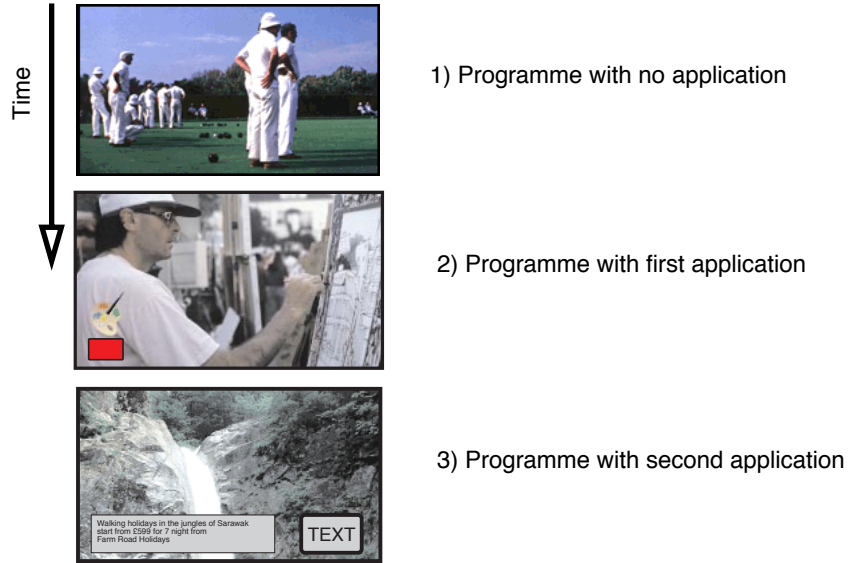 Time
1) Programme with no application
2) Programme with first application
3) Programme with second application
Walking holidays in the jungles of Sarawak
start from £599 for 7 night from
Farm Road Holidays
TEXT